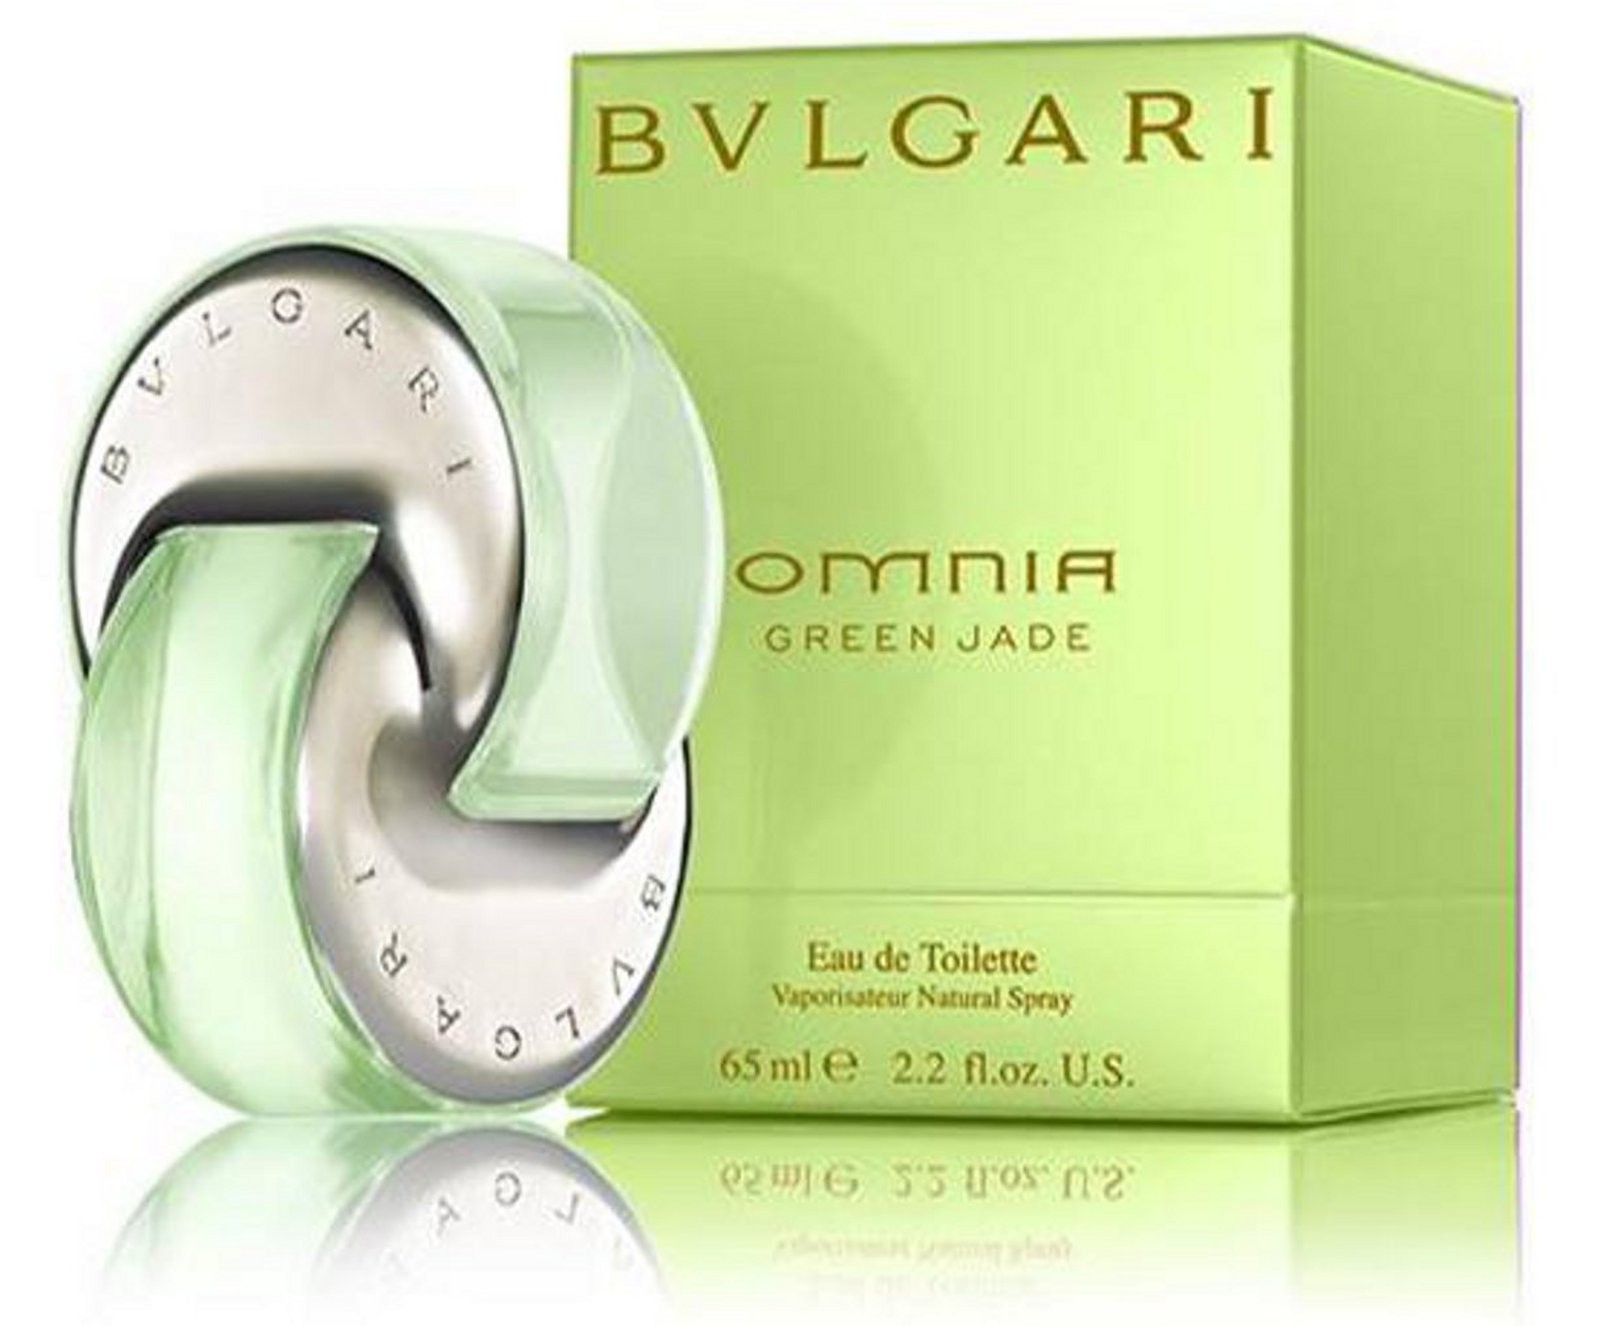 BVLGARI
BVLGARI
BVLGARI
OMNIA
GREEN JADE
Eau de Toilette
Vaporisateur Natural Spray
65 ml e 2.2 fl.oz. U.S.